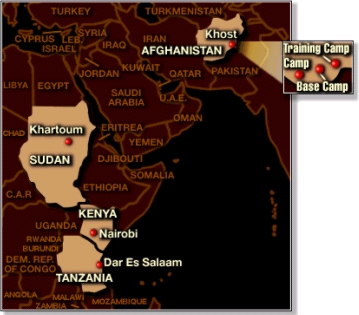 TURKEY
TURKMENISTAN
CYPRUS
LEB.
SYRIA
ISRAEL
IRAQ
IRAN
AFGHANISTAN
Khost
Training Camp
Camp
Base Camp
JORDAN
KUWAIT
PAKISTAN
LIBYA
EGYPT
QATAR
SAUDI
ARABIA
U.A.E.
OMAN
CHAD
Khartoum
ERITREA
YEMEN
SUDAN
DJIBOUTI
SOMALIA
C.A.R
ETHIOPIA
KENYA
UGANDA
Nairobi
RWANDA
BURUNDI
DEM. REP.
OF CONGO
Dar Es Salaam
TANZANIA
ANGOLA
MALAWI
ZAMBIA
MOZAMBIQUE